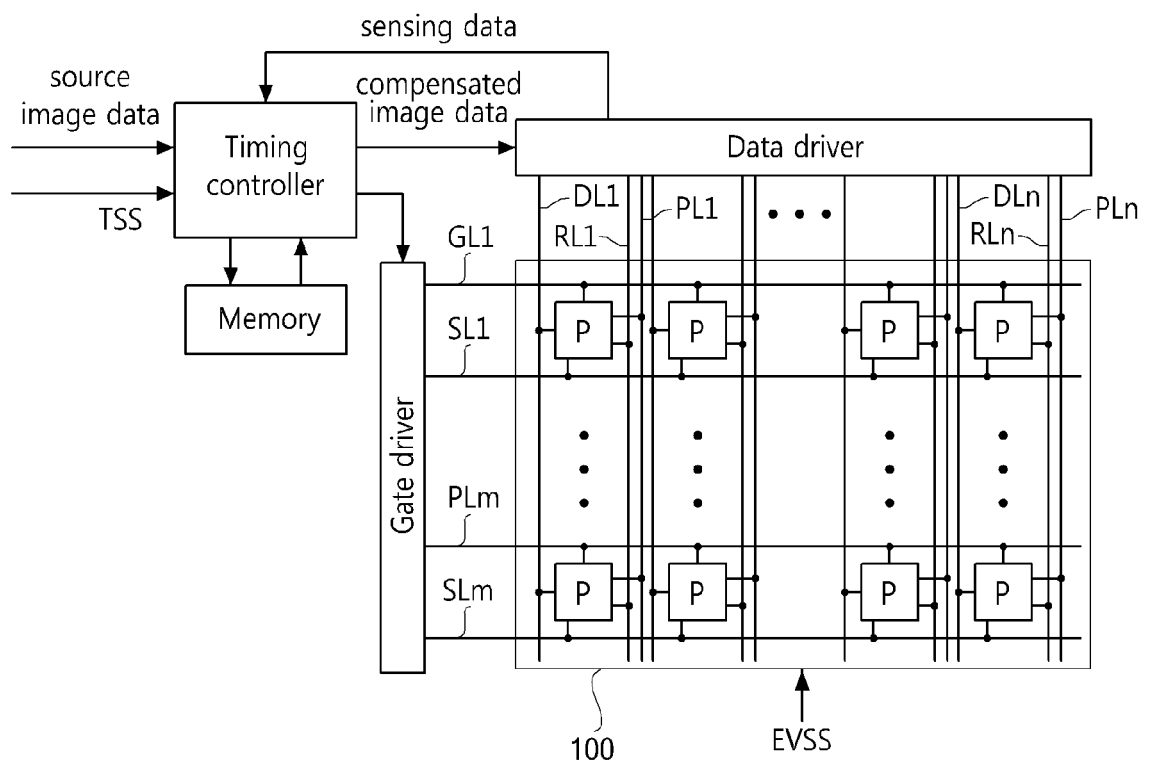 sensing data
source
image data
compensated
image data
Timing
controller
Data driver
TSS
DL1
PL1
RL1
DLn
PLn
RLn
GL1
Memory
SL1
P
P
P
P
Gate driver
PLm
SLm
P
P
P
P
100
EVSS